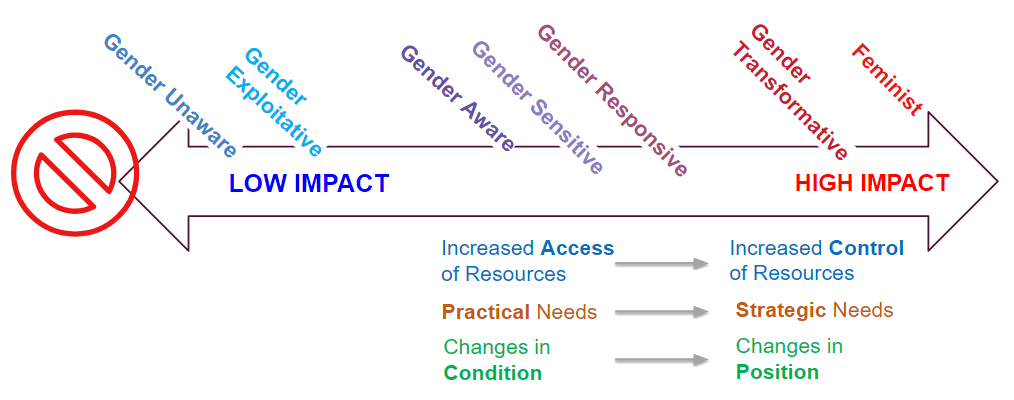 Gender Unaware
Gender
Exploitative
Gender Aware
Gender Sensitive
Gender Responsive
Gender
Transformative
Feminist
LOW IMPACT
HIGH IMPACT
Increased Access
of Resources
Increased Control
of Resources
Practical Needs
Strategic Needs
Changes in
Condition
Changes in
Position